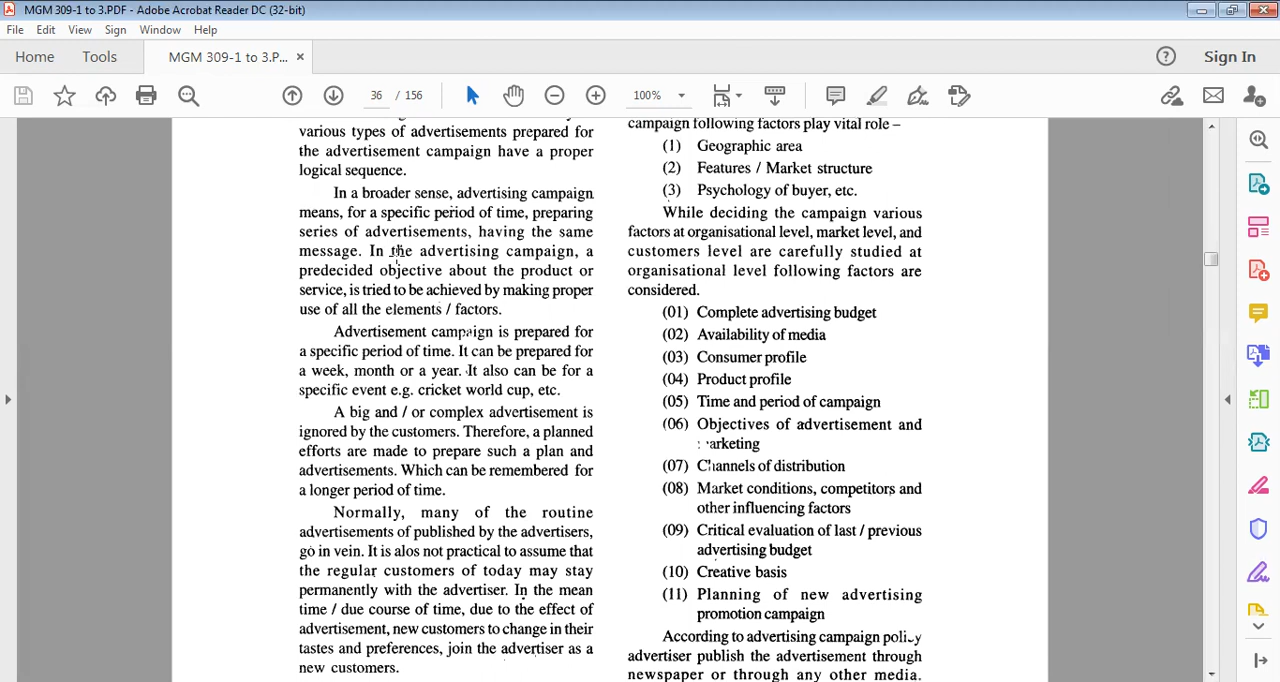 MGM 309-1 to 3.PDF - Adobe Acrobat Reader DC (32-bit)
File Edit View Sign Window Help
Home Tools MGM 309-1 to 3.P... × Sign In
36 / 156 100%
various types of advertisements prepared for
the advertisement campaign have a proper
logical sequence.
In a broader sense, advertising campaign
means, for a specific period of time, preparing
series of advertisements, having the same
message. In the advertising campaign, a
predecided objective about the product or
service, is tried to be achieved by making proper
use of all the elements / factors.
Advertisement campaign is prepared for
a specific period of time. It can be prepared for
a week, month or a year. It also can be for a
specific event e.g. cricket world cup, etc.
A big and / or complex advertisement is
ignored by the customers. Therefore, a planned
efforts are made to prepare such a plan and
advertisements. Which can be remembered for
a longer period of time.
Normally, many of the routine
advertisements of published by the advertisers,
go in vein. It is alos not practical to assume that
the regular customers of today may stay
permanently with the advertiser. In the mean
time / due course of time, due to the effect of
advertisement, new customers to change in their
tastes and preferences, join the advertiser as a
new customers.
campaign following factors play vital role –
(1) Geographic area
(2) Features / Market structure
(3) Psychology of buyer, etc.
While deciding the campaign various
factors at organisational level, market level, and
customers level are carefully studied at
organisational level following factors are
considered.
(01) Complete advertising budget
(02) Availability of media
(03) Consumer profile
(04) Product profile
(05) Time and period of campaign
(06) Objectives of advertisement and
marketing
(07) Channels of distribution
(08) Market conditions, competitors and
other influencing factors
(09) Critical evaluation of last / previous
advertising budget
(10) Creative basis
(11) Planning of new advertising
promotion campaign
According to advertising campaign policy
advertiser publish the advertisement through
newspaper or through any other media.